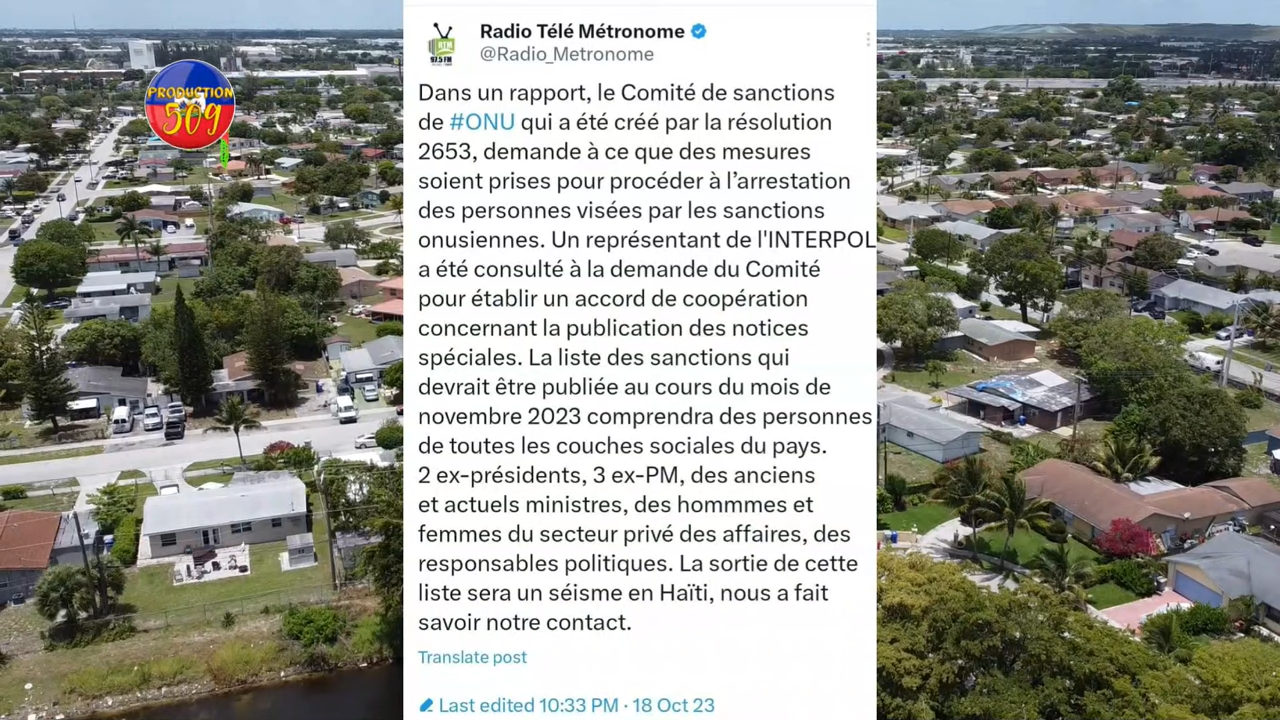 PRODUCTION
509
RTM
97.5 FM
Radio Télé Métronome
@Radio_Metronome
Dans un rapport, le Comité de sanctions
de #ONU qui a été créé par la résolution
2653, demande à ce que des mesures
soient prises pour procéder à l’arrestation
des personnes visées par les sanctions
onusiennes. Un représentant de l'INTERPOL
a été consulté à la demande du Comité
pour établir un accord de coopération
concernant la publication des notices
spéciales. La liste des sanctions qui
devrait être publiée au cours du mois de
novembre 2023 comprendra des personnes
de toutes les couches sociales du pays.
2 ex-présidents, 3 ex-PM, des anciens
et actuels ministres, des hommmes et
femmes du secteur privé des affaires, des
responsables politiques. La sortie de cette
liste sera un séisme en Haïti, nous a fait
savoir notre contact.
Translate post
Last edited 10:33 PM · 18 Oct 23